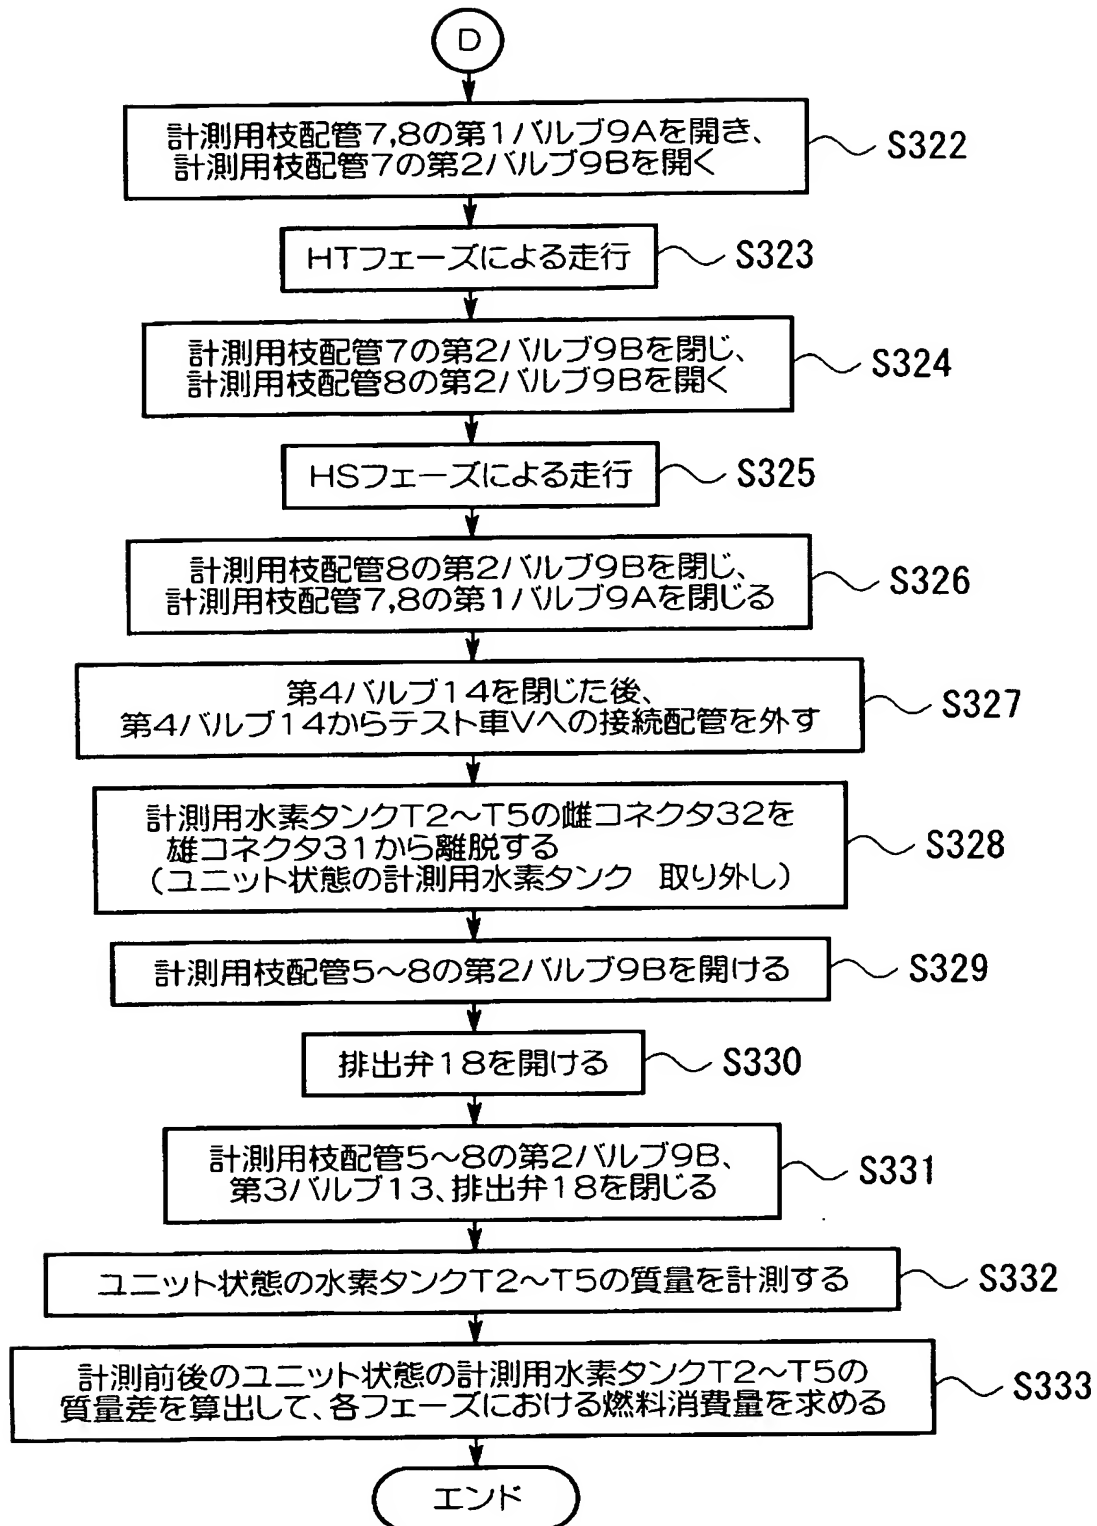 D
計測用枝配管7,8の第1バルブ9Aを開き、
計測用枝配管7の第2バルブ9Bを開く
S322
HTフェーズによる走行
S323
計測用枝配管7の第2バルブ9Bを閉じ、
計測用枝配管8の第2バルブ9Bを開く
S324
HSフェーズによる走行
S325
計測用枝配管8の第2バルブ9Bを閉じ、
計測用枝配管7,8の第1バルブ9Aを閉じる
S326
第4バルブ14を閉じた後、
第4バルブ14からテスト車Vへの接続配管を外す
S327
計測用水素タンクT2〜T5の雌コネクタ32を
雄コネクタ31から離脱する
(ユニット状態の計測用水素タンク 取り外し)
S328
計測用枝配管5〜8の第2バルブ9Bを開ける
S329
排出弁18を開ける
S330
計測用枝配管5〜8の第2バルブ9B、
第3バルブ13、排出弁18を閉じる
S331
ユニット状態の水素タンクT2〜T5の質量を計測する
S332
計測前後のユニット状態の計測用水素タンクT2〜T5の
質量差を算出して、各フェーズにおける燃料消費量を求める
S333
エンド